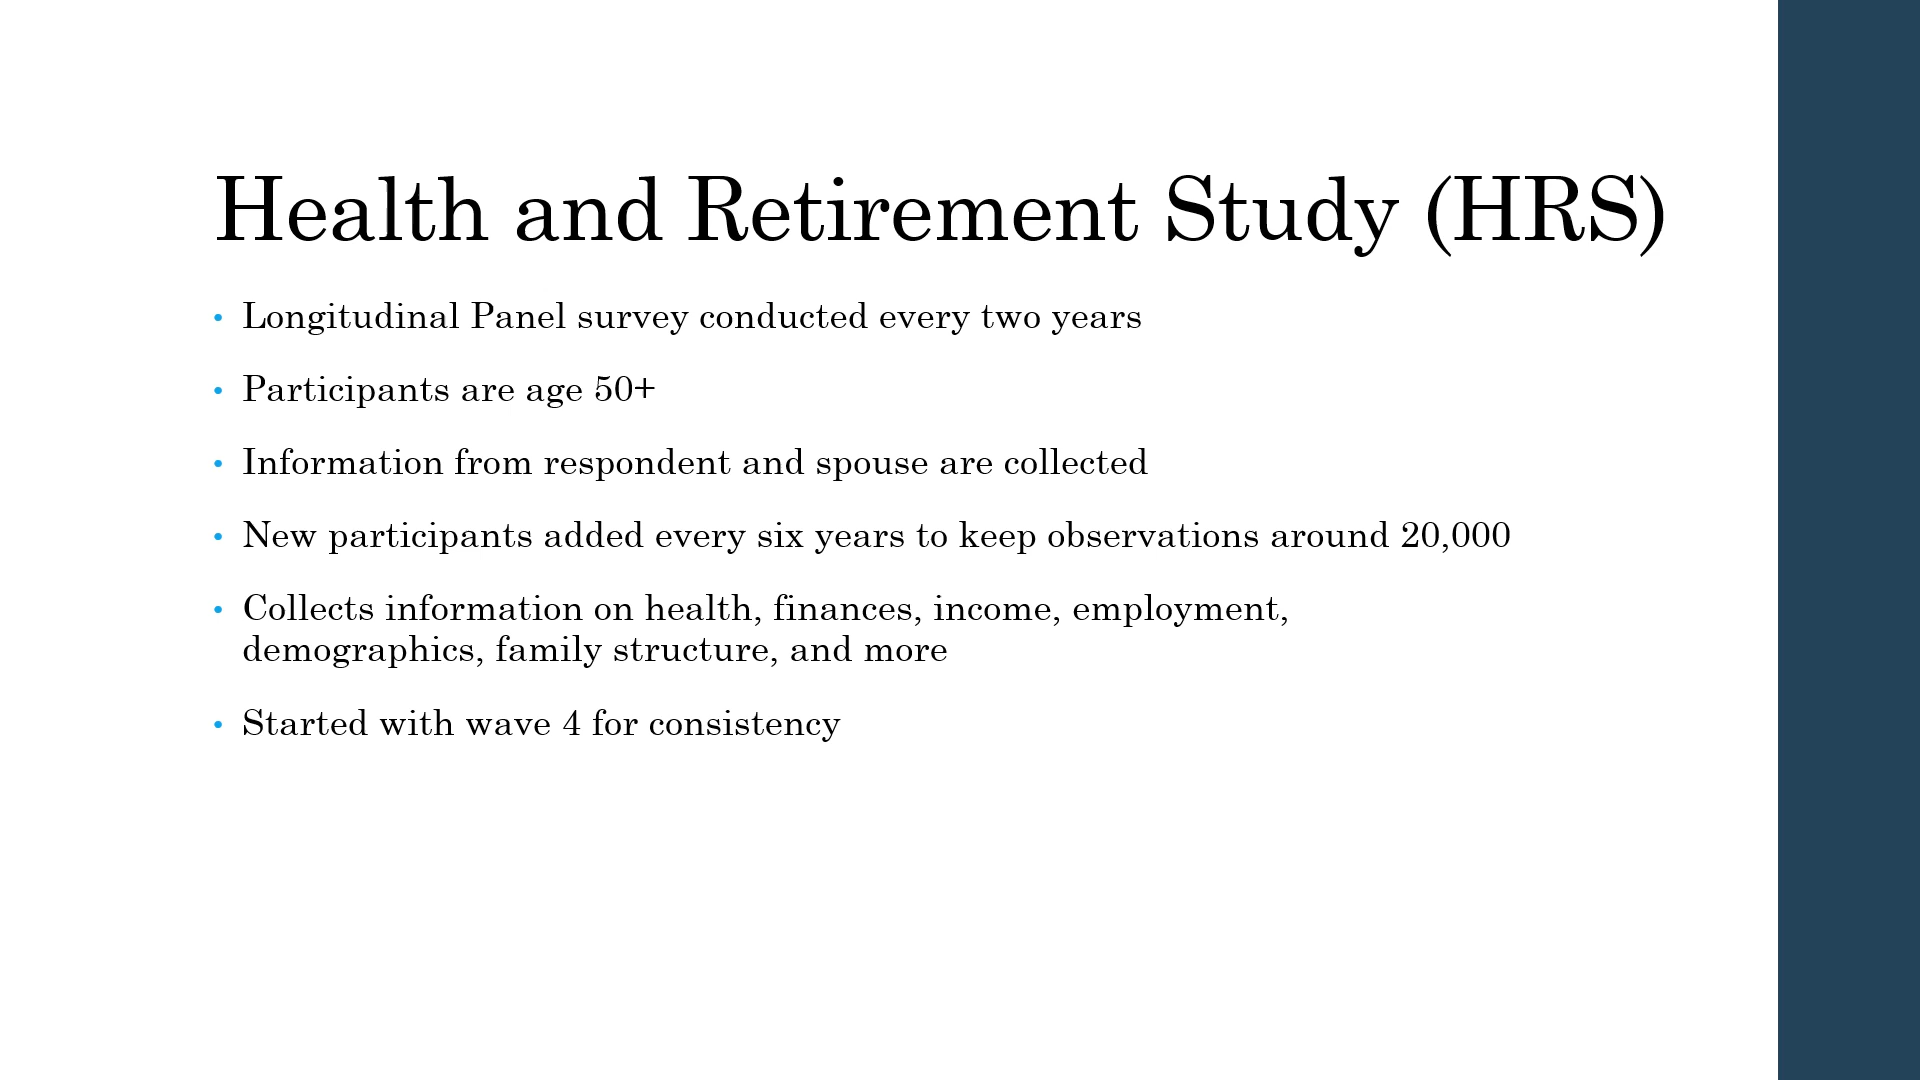 Health and Retirement Study (HRS)
• Longitudinal Panel survey conducted every two years
• Participants are age 50+
• Information from respondent and spouse are collected
• New participants added every six years to keep observations around 20,000
• Collects information on health, finances, income, employment,
demographics, family structure, and more
• Started with wave 4 for consistency